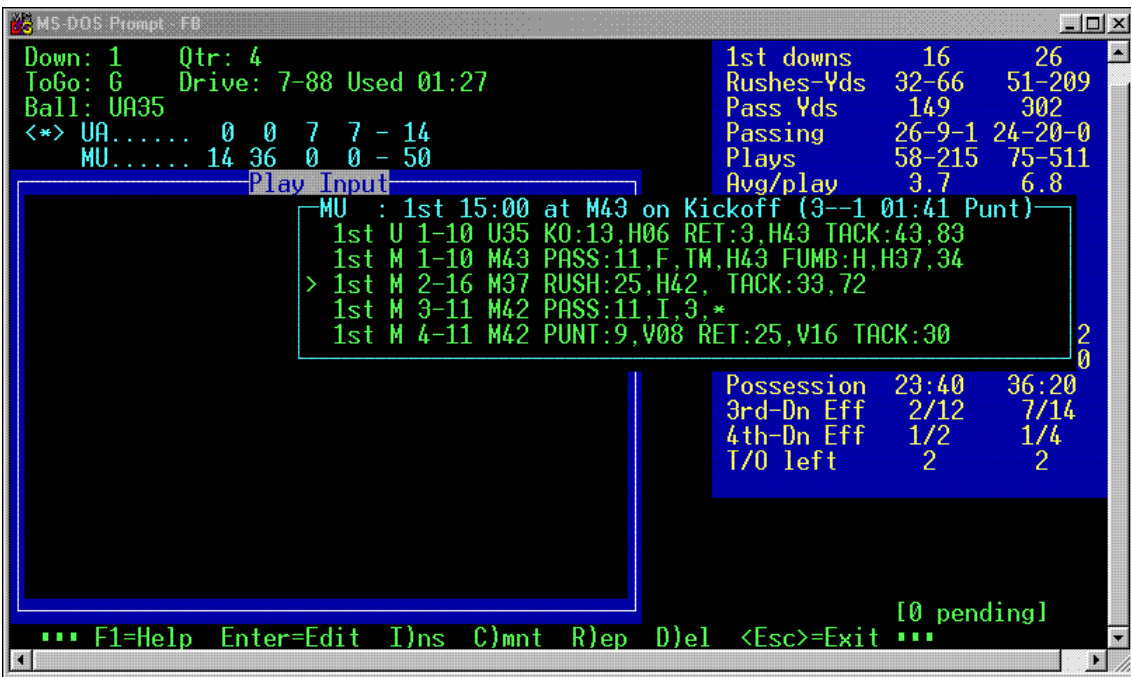 MS-DOS Prompt - FB
Down: 1 Qtr: 4
ToGo: G Drive: 7-88 Used 01:27
Ball: UA35
<*> UA...... 0 0 7 7 - 14
MU...... 14 36 0 0 - 50
1st downs 16 26
Rushes-Yds 32-66 51-209
Pass Yds 149 302
Passing 26-9-1 24-20-0
Plays 58-215 75-511
Avg/play 3.7 6.8
Play Input
MU : 1st 15:00 at M43 on Kickoff (3--1 01:41 Punt)
1st U 1-10 U35 KO:13,H06 RET:3,H43 TACK:43,83
1st M 1-10 M43 PASS:11,F,TM,H43 FUMB:H,H37,34
> 1st M 2-16 M37 RUSH:25,H42, TACK:33,72
1st M 3-11 M42 PASS:11,I,3,*
1st M 4-11 M42 PUNT:9,V08 RET:25,V16 TACK:30
2
0
Possession 23:40 36:20
3rd-Dn Eff 2/12 7/14
4th-Dn Eff 1/2 1/4
T/O left 2 2
[0 pending]
F1=Help Enter=Edit I)ns C)mnt R)ep D)el <Esc>=Exit